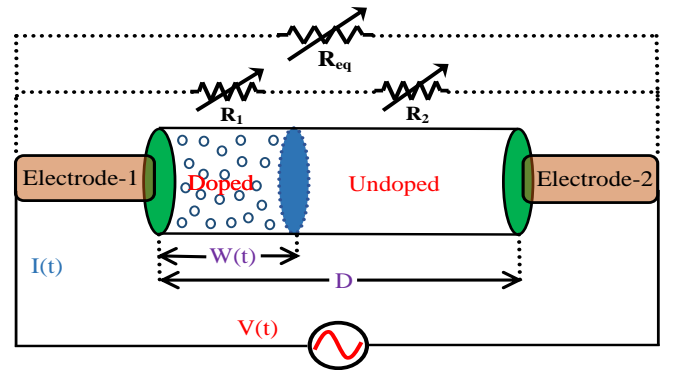 Req
R1
R2
Electrode-1
Doped
Undoped
Electrode-2
W(t)
I(t)
D
V(t)